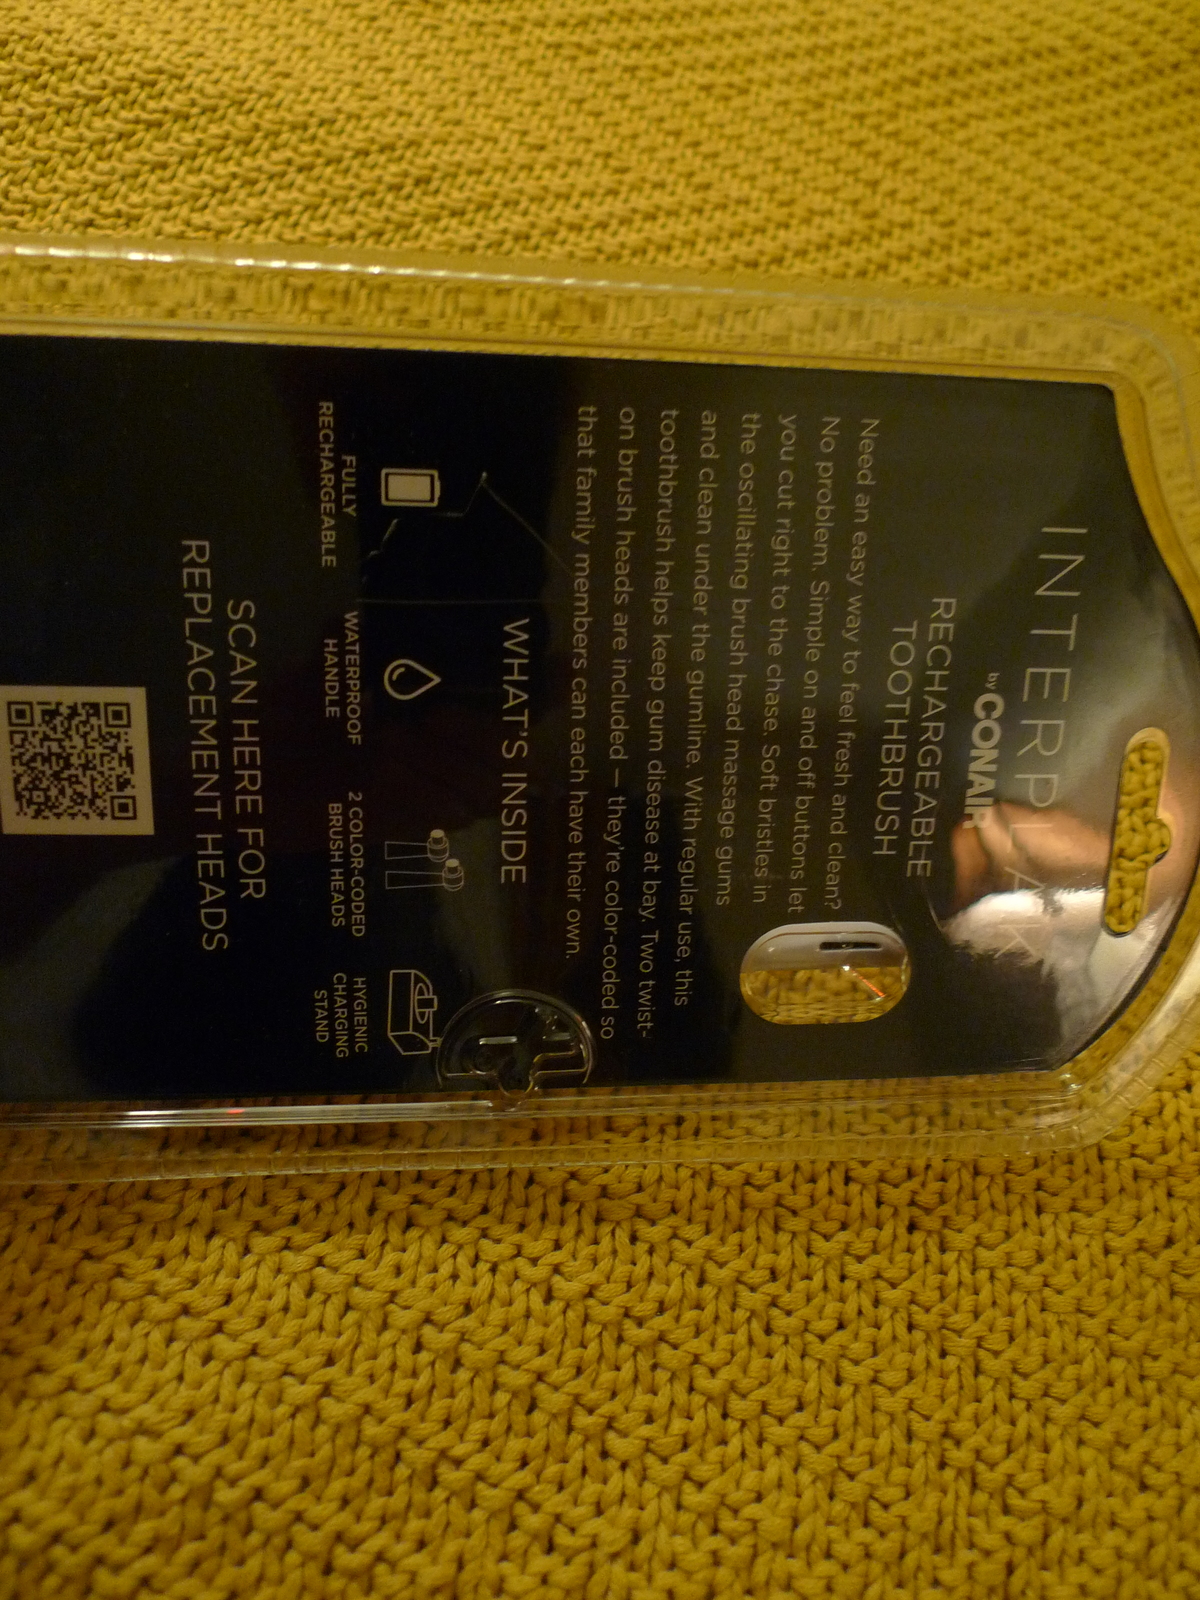 INTERPLAK
by CONAIR
RECHARGEABLE
TOOTHBRUSH
Need an easy way to feel fresh and clean?
No problem. Simple on and off buttons let
you cut right to the chase. Soft bristles in
the oscillating brush head massage gums
and clean under the gumline. With regular use, this
toothbrush helps keep gum disease at bay. Two twist-
on brush heads are included – they're color-coded so
that family members can each have their own.
WHAT'S INSIDE
FULLY
RECHARGEABLE
WATERPROOF
HANDLE
2 COLOR-CODED
BRUSH HEADS
HYGIENIC
CHARGING
STAND
SCAN HERE FOR
REPLACEMENT HEADS